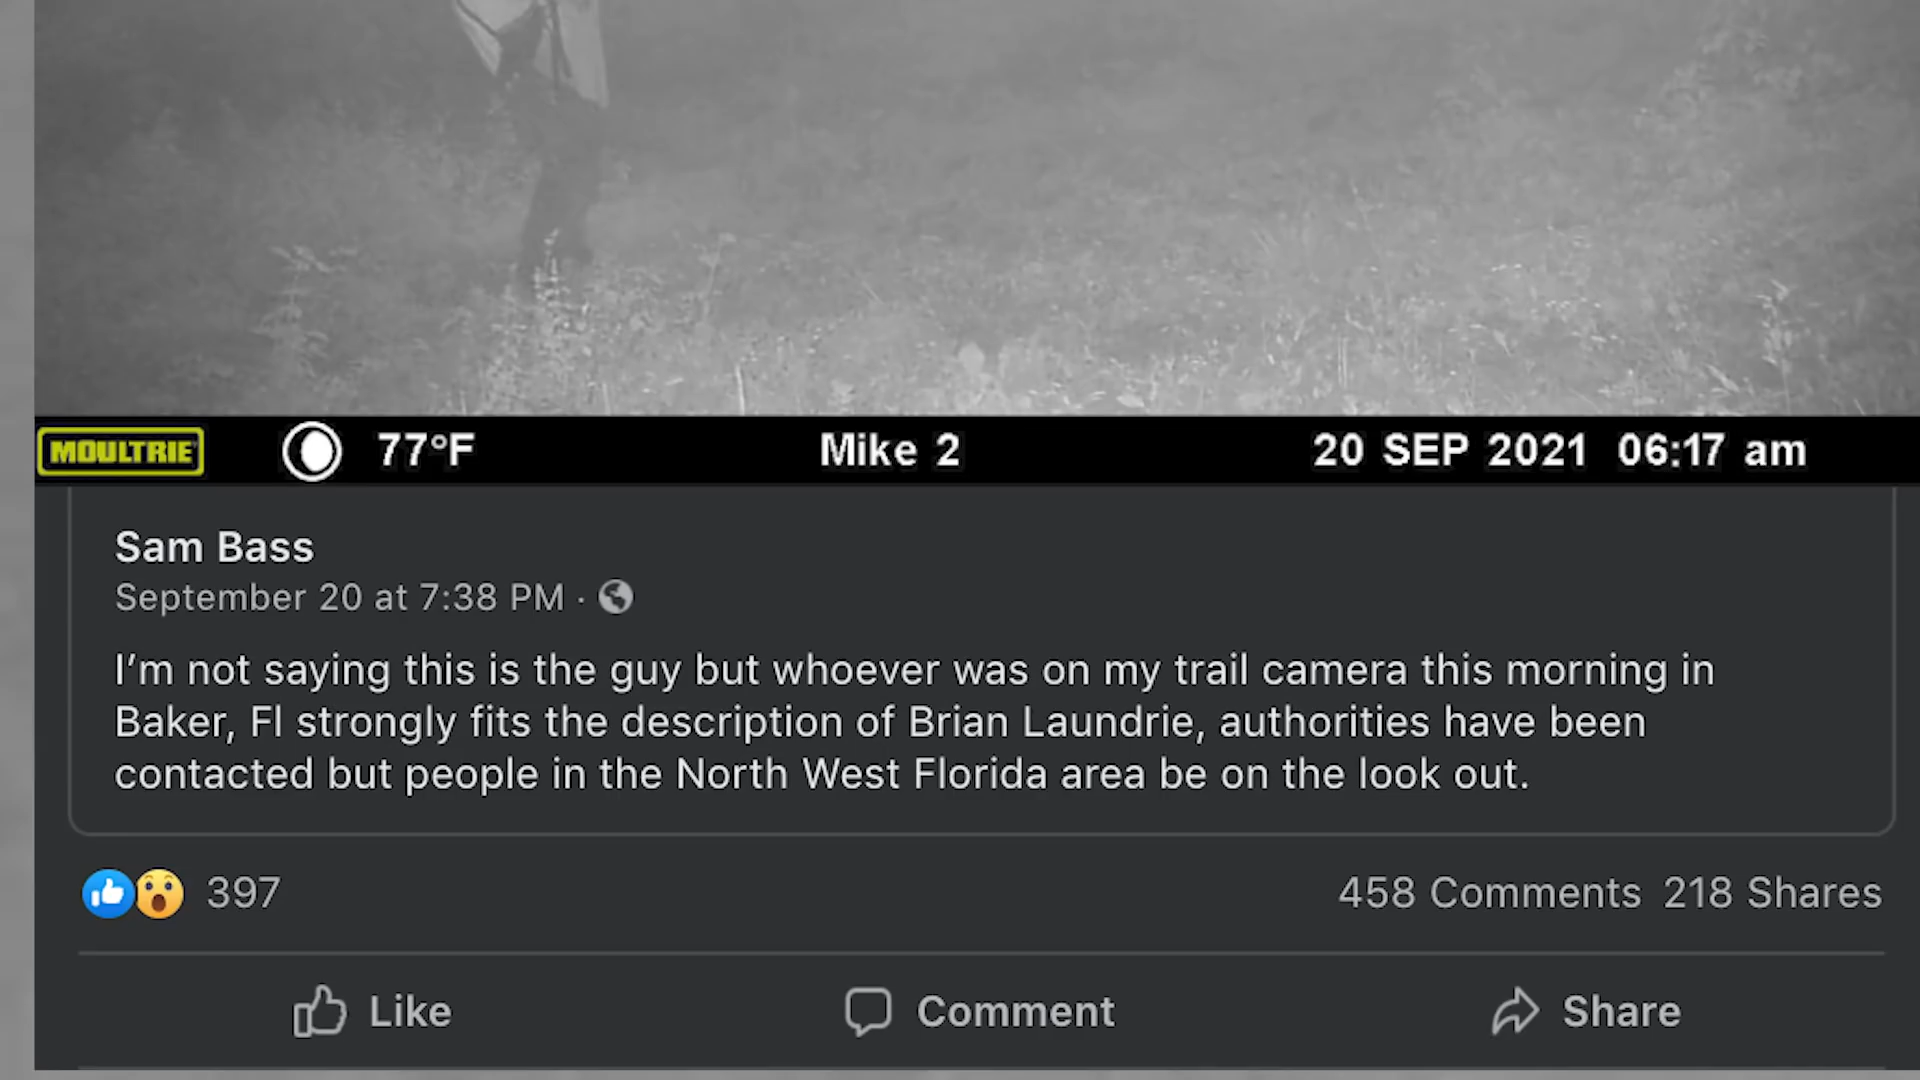 MOULTRIE 77°F Mike 2 20 SEP 2021 06:17 am
Sam Bass
September 20 at 7:38 PM ·
I’m not saying this is the guy but whoever was on my trail camera this morning in
Baker, Fl strongly fits the description of Brian Laundrie, authorities have been
contacted but people in the North West Florida area be on the look out.
397 458 Comments 218 Shares
Like Comment Share